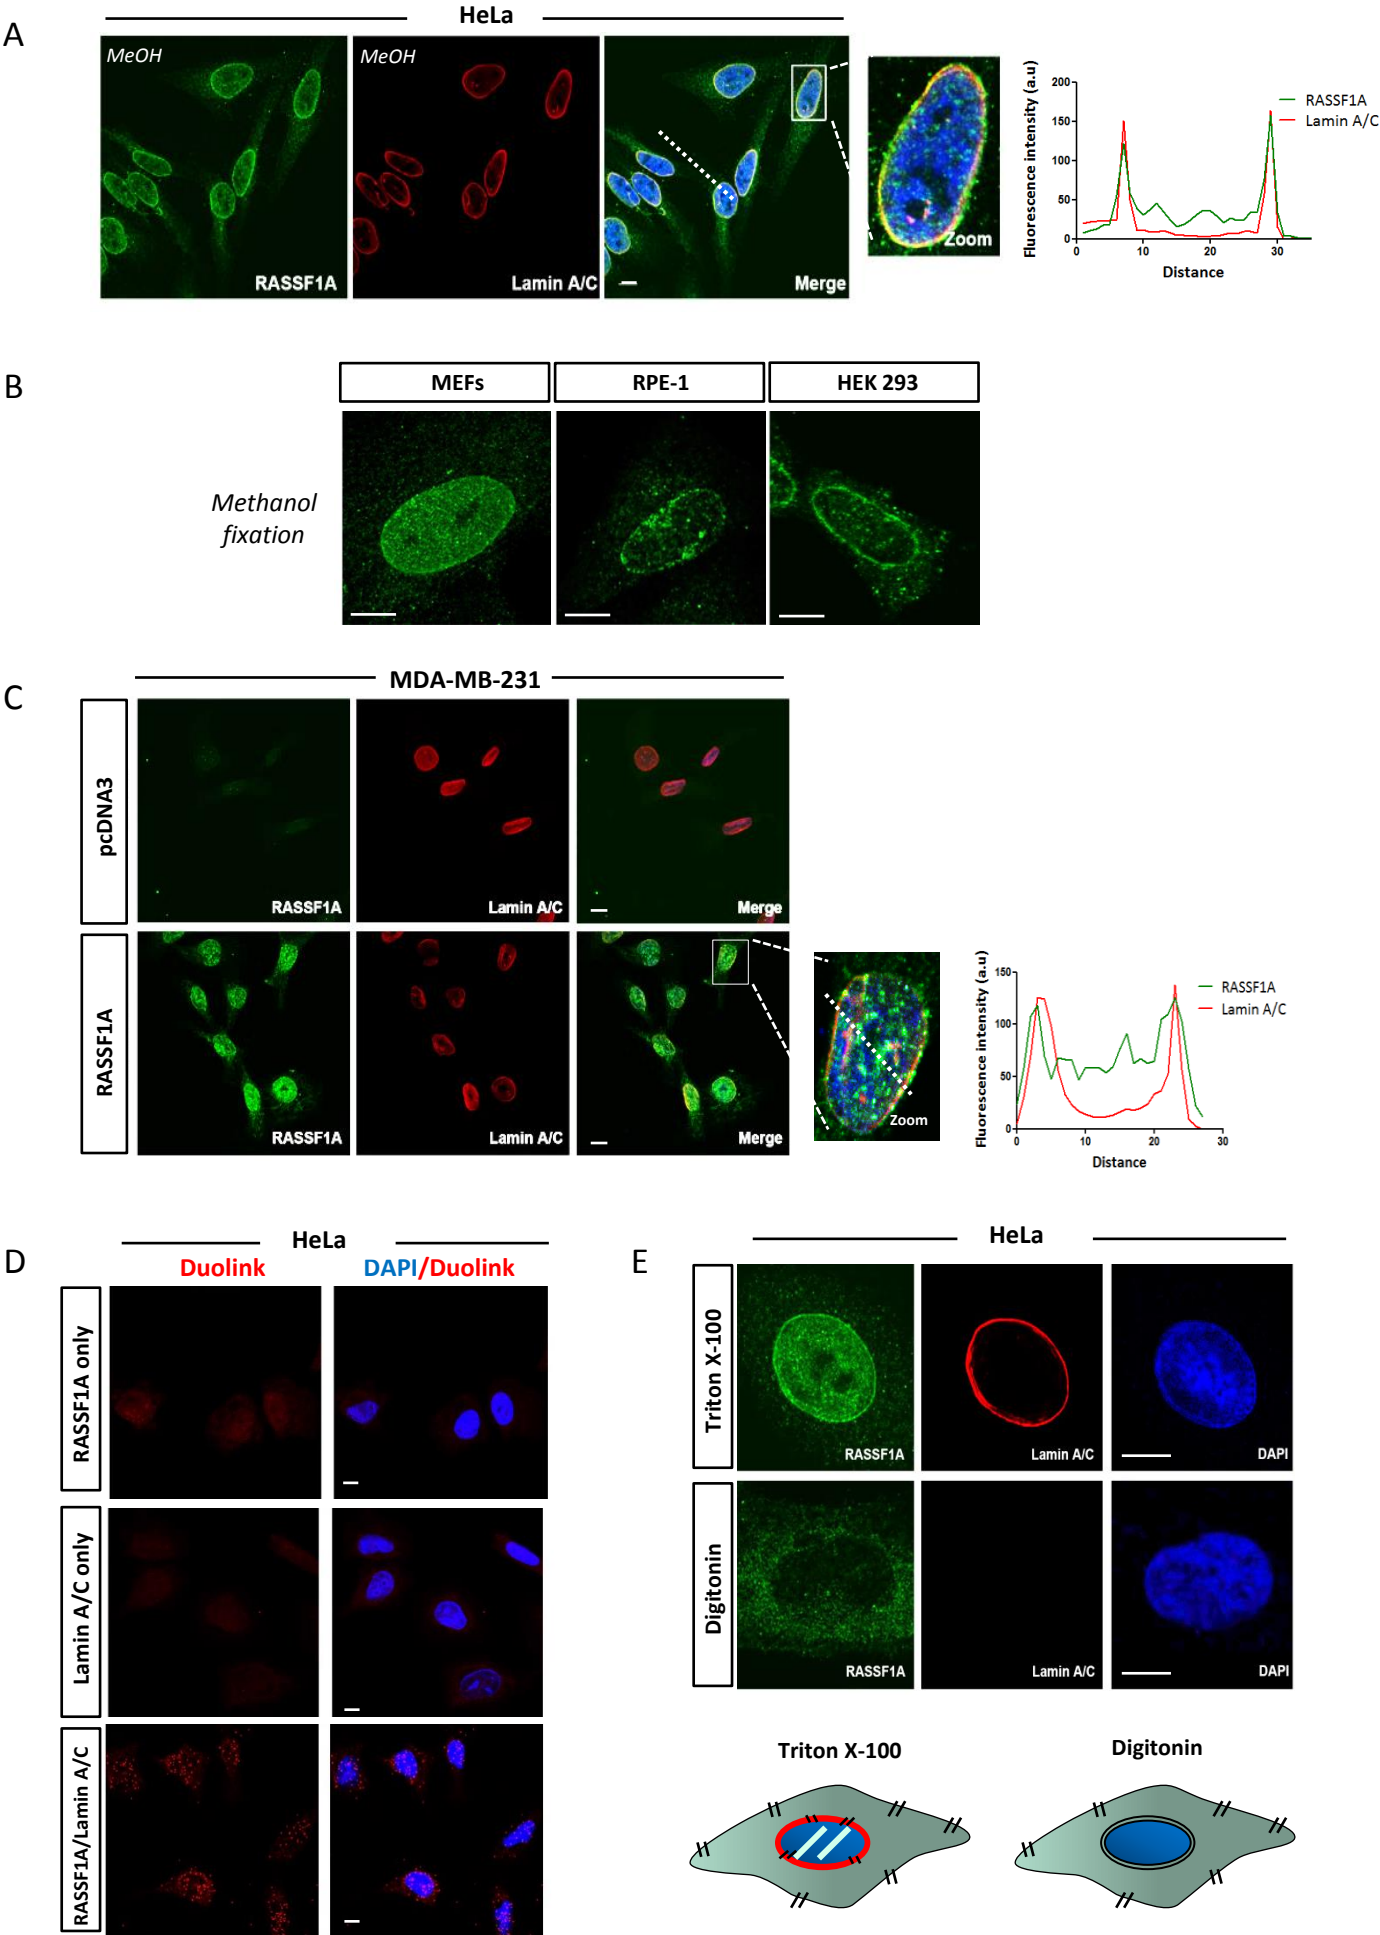 A
HeLa
MeOH
MeOH
RASSF1A
Lamin A/C
Merge
Zoom
Fluorescence intensity (a.u)
200
150
100
50
0
0
10
20
30
Distance
RASSF1A
Lamin A/C
B
MEFs
RPE-1
HEK 293
Methanol
fixation
C
MDA-MB-231
pcDNA3
RASSF1A
Lamin A/C
Merge
RASSF1A
RASSF1A
Lamin A/C
Merge
Zoom
Fluorescence intensity (a.u)
150
100
50
0
0
10
20
30
Distance
RASSF1A
Lamin A/C
D
HeLa
Duolink
DAPI/Duolink
RASSF1A only
Lamin A/C only
RASSF1A/Lamin A/C
E
HeLa
Triton X-100
RASSF1A
Lamin A/C
DAPI
Digitonin
RASSF1A
Lamin A/C
DAPI
Triton X-100
Digitonin